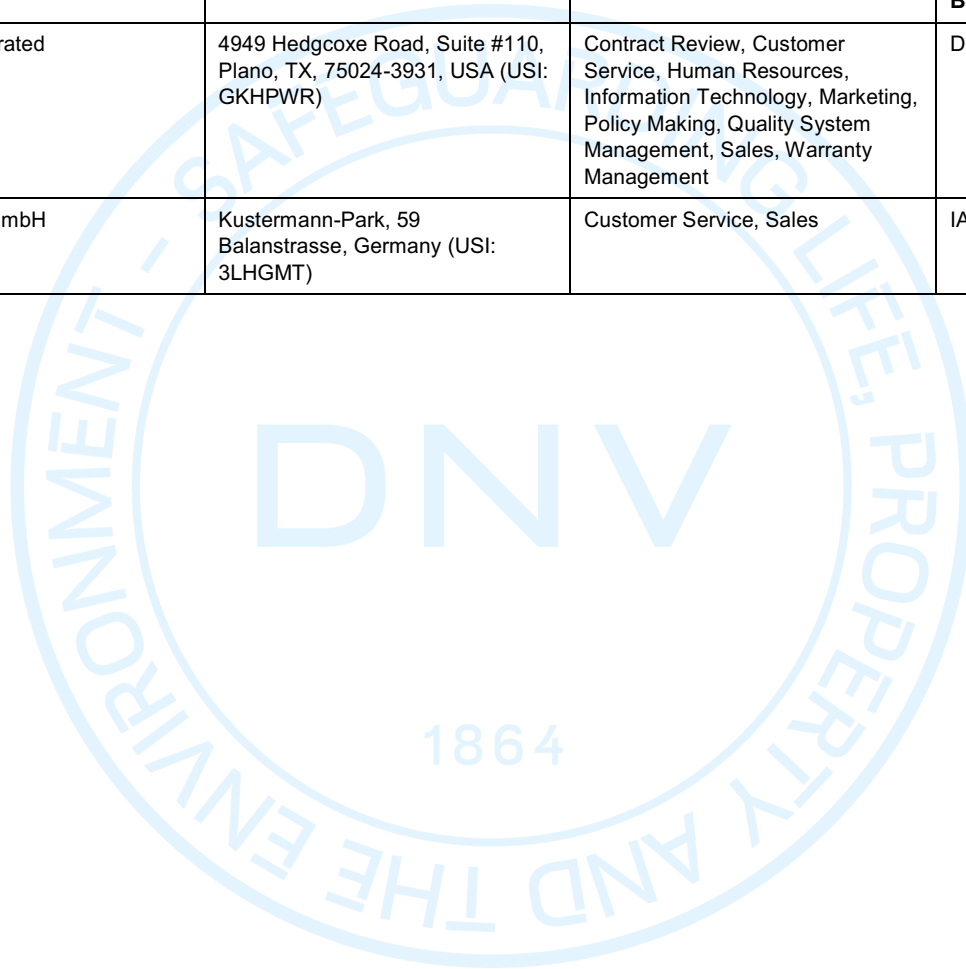 4949 Hedgcoxe Road, Suite #110,
Plano, TX, 75024-3931, USA (USI:
GKHPWR)
Contract Review, Customer
Service, Human Resources,
Information Technology, Marketing,
Policy Making, Quality System
Management, Sales, Warranty
Management
mbH
Kustermann-Park, 59
Balanstrasse, Germany (USI:
3LHGMT)
Customer Service, Sales
SAFEGUARDING LIFE, PROPERTY AND THE ENVIRONMENT -
DNV
1864